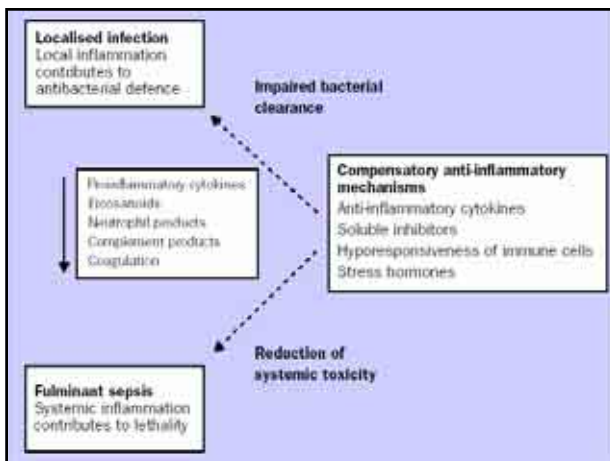 Localised infection
Local inflammation
contributes to
antibacterial defence
Impaired bacterial
clearance
Proinflammatory cytokines
Eicosanoids
Neutrophil products
Complement products
Coagulation
Compensatory anti-inflammatory
mechanisms
Anti-inflammatory cytokines
Soluble inhibitors
Hyporesponsiveness of immune cells
Stress hormones
Reduction of
systemic toxicity
Fulminant sepsis
Systemic inflammation
contributes to lethality